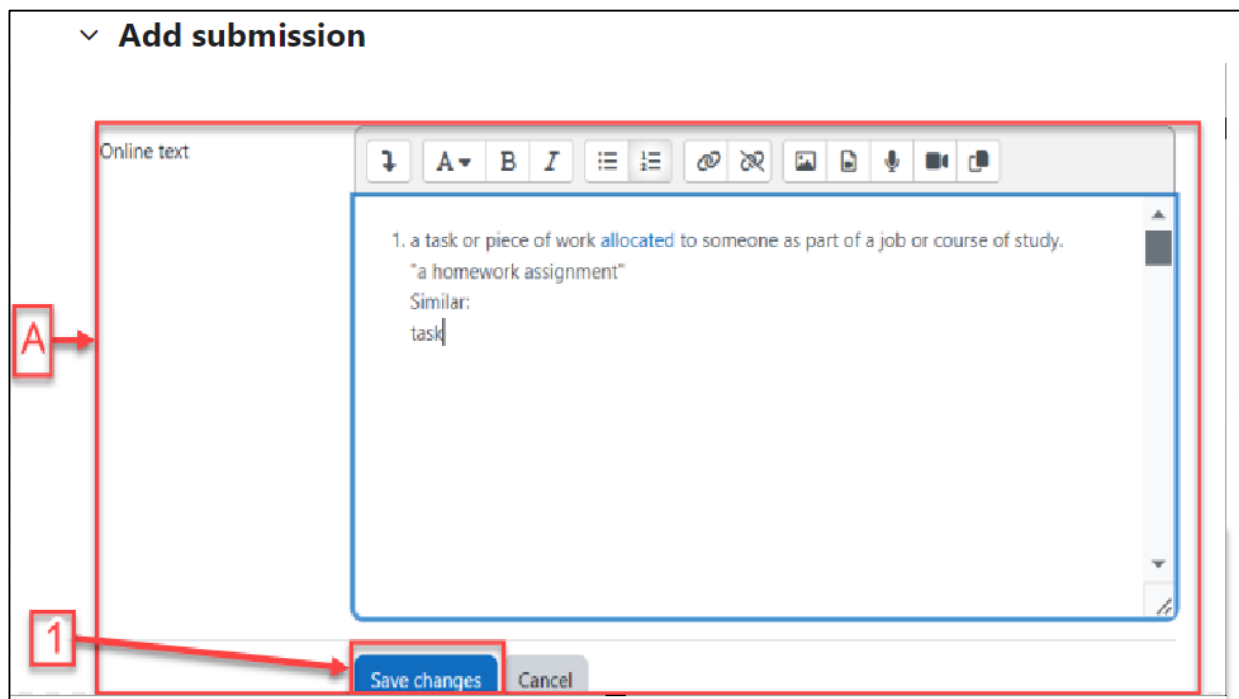 Add submission
Online text
A B I
1. a task or piece of work allocated to someone as part of a job or course of study.
"a homework assignment"
Similar:
task
A
1
Save changes Cancel